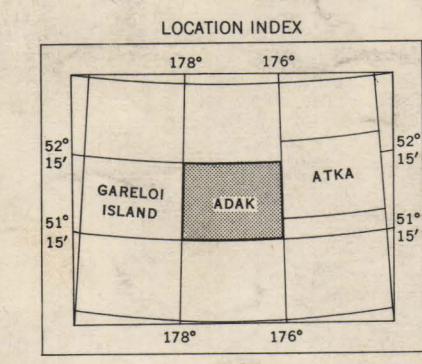 LOCATION INDEX
178° 176°
52° 15′ 52° 15′
GARELOI ISLAND ADAK ATKA
51° 15′ 51° 15′
178° 176°